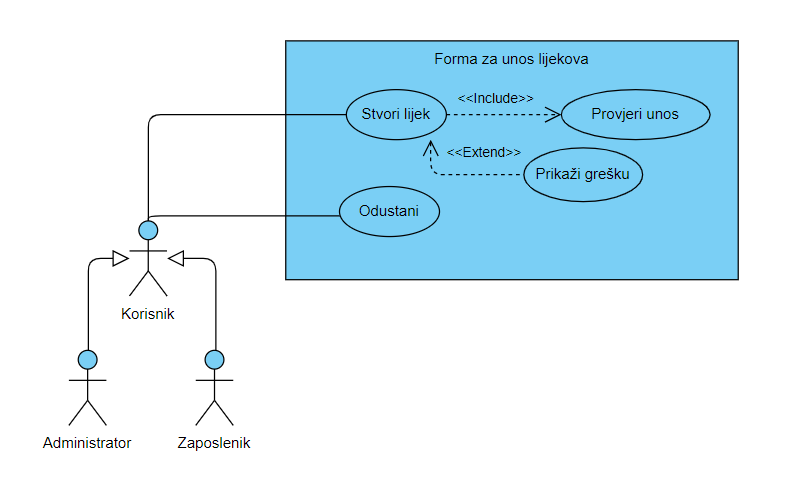 Forma za unos lijekova
Stvori lijek
<<Include>>
Provjeri unos
<<Extend>>
Prikaži grešku
Odustani
Korisnik
Administrator
Zaposlenik